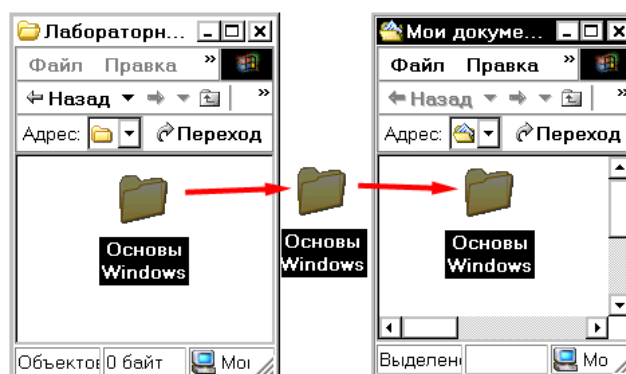 Лабораторн...
Файл Правка »
Назад »
Адрес: Переход
Основы
Windows
Объектов 0 байт Мо
Основы
Windows
Мои докуме...
Файл Правка »
Назад »
Адрес: Переход
Основы
Windows
Выделен Мо